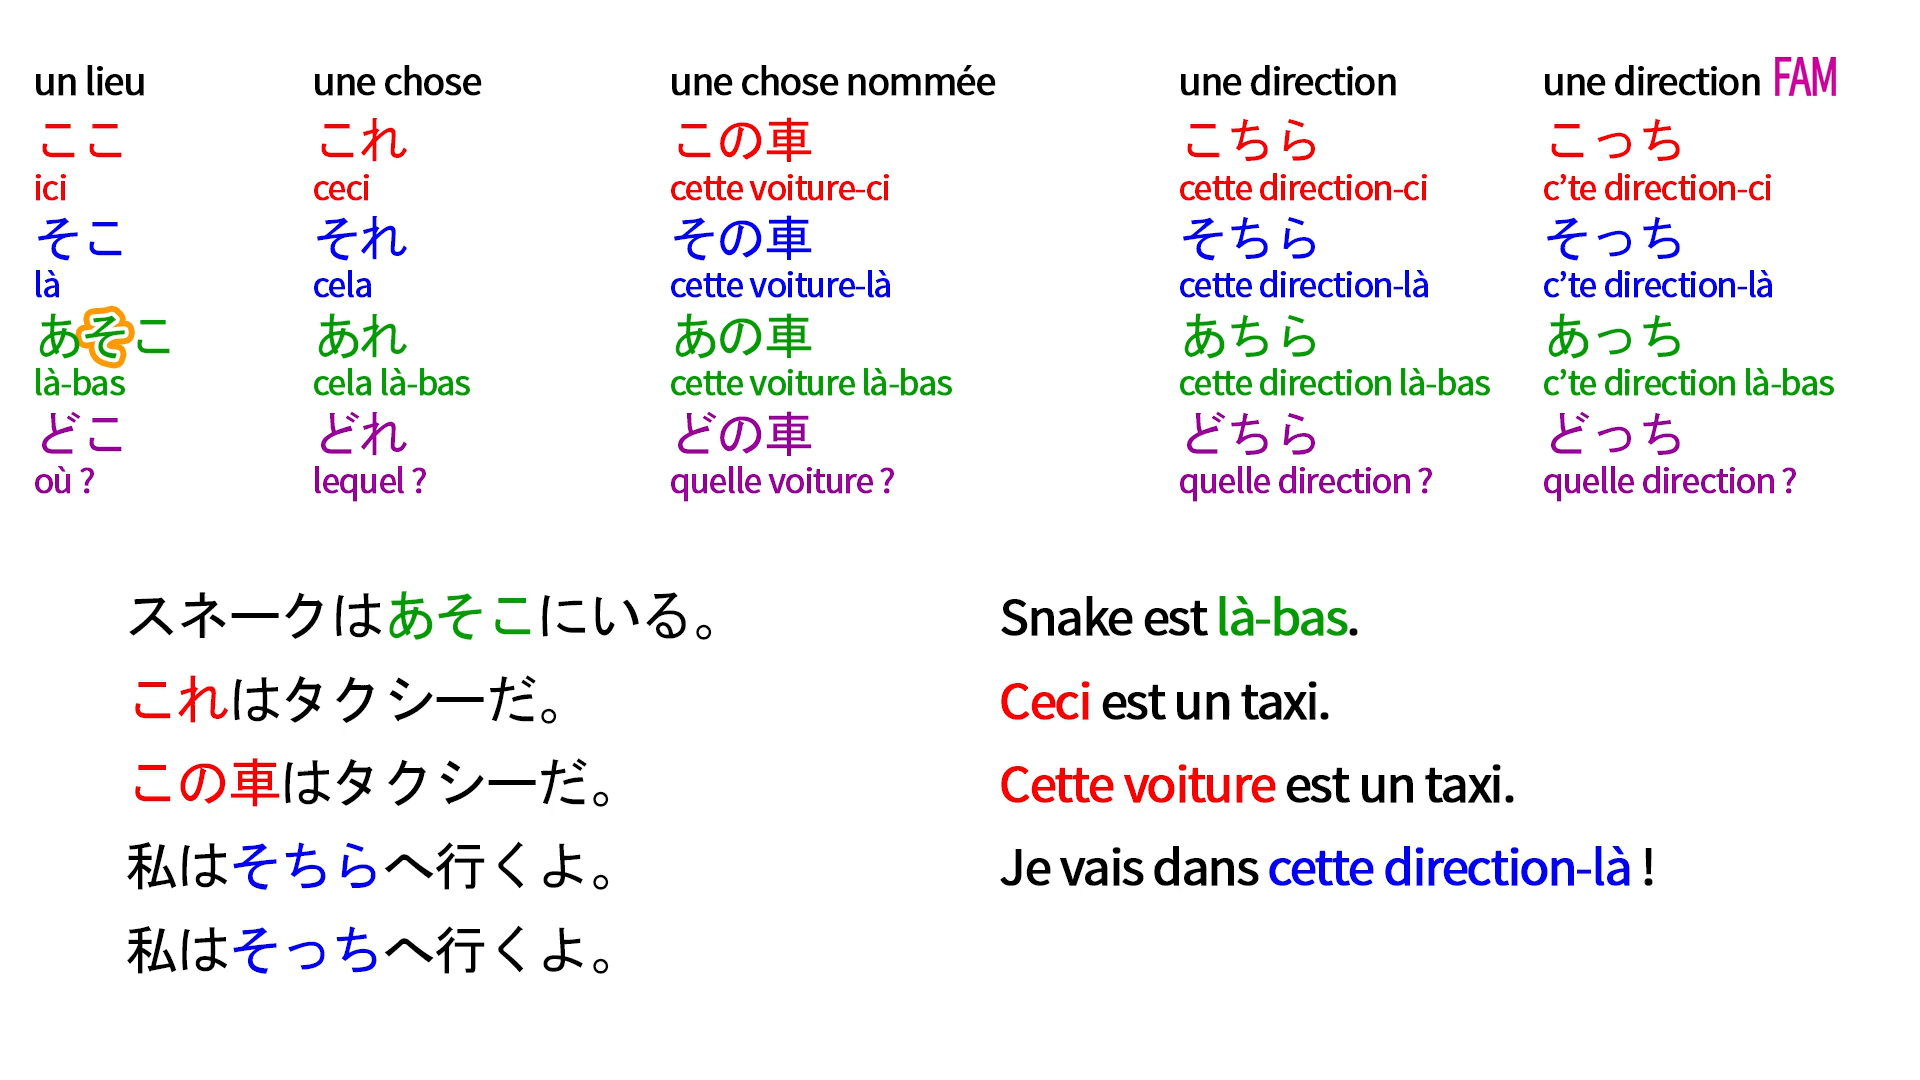 un lieu une chose une chose nommée une direction une direction FAM
ここ これ この車 こちら こっち
ici ceci cette voiture-ci cette direction-ci c’te direction-ci
そこ それ その車 そちら そっち
là cela cette voiture-là cette direction-là c’te direction-là
あそこ あれ あの車 あちら あっち
là-bas cela là-bas cette voiture là-bas cette direction là-bas c’te direction là-bas
どこ どれ どの車 どちら どっち
où ? lequel ? quelle voiture ? quelle direction ? quelle direction ?
スネークはあそこにいる。 Snake est là-bas.
これはタクシーだ。 Ceci est un taxi.
この車はタクシーだ。 Cette voiture est un taxi.
私はそちらへ行くよ。 Je vais dans cette direction-là !
私はそっちへ行くよ。